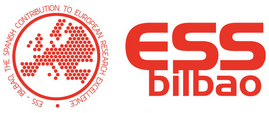 ESS - BILBAO, THE SPANISH CONTRIBUTION TO EUROPEAN RESEARCH EXCELLENCE.
ESS
bilbao